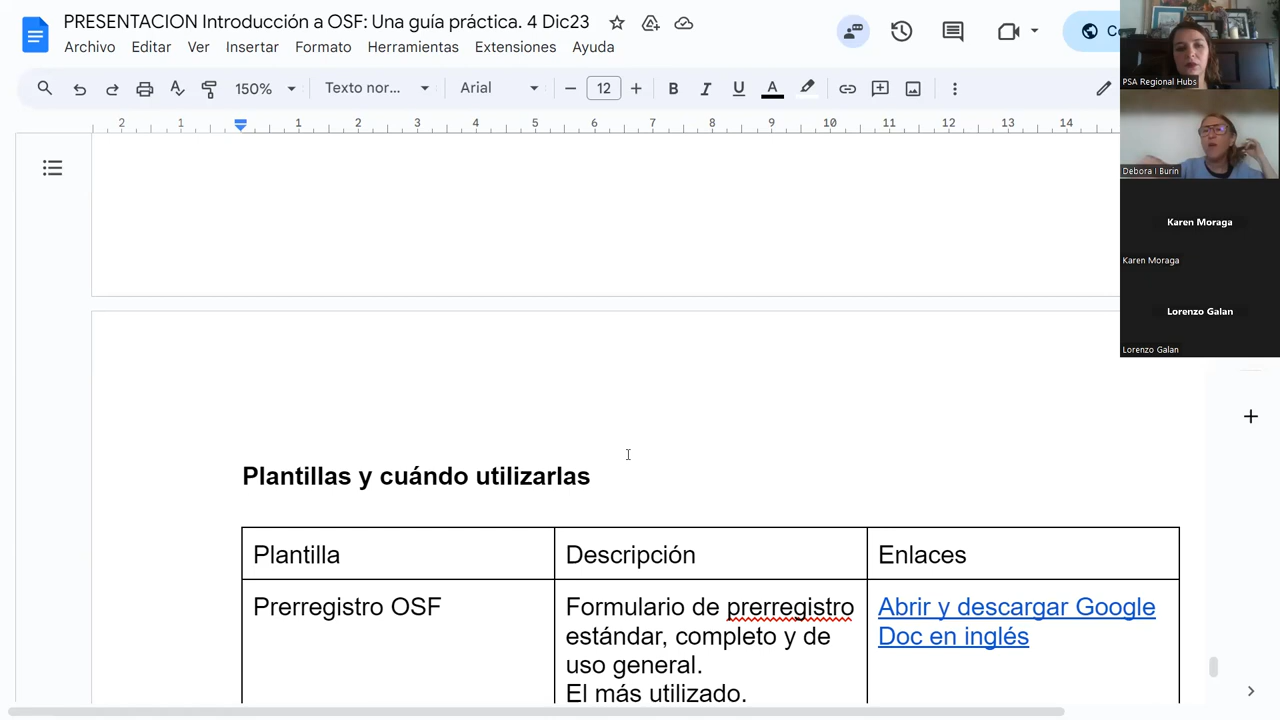 PRESENTACION Introducción a OSF: Una guía práctica. 4 Dic23
Archivo Editar Ver Insertar Formato Herramientas Extensiones Ayuda
150% Texto nor... Arial 12 B I U A
2 1 1 2 3 4 5 6 7 8 9 10 11 12 13 14
PSA Regional Hubs
Debora I Burin
Karen Moraga
Karen Moraga
Lorenzo Galan
Lorenzo Galan
Plantillas y cuándo utilizarlas
Plantilla Descripción Enlaces
Prerregistro OSF Formulario de prerregistro Abrir y descargar Google
estándar, completo y de Doc en inglés
uso general.
El más utilizado.